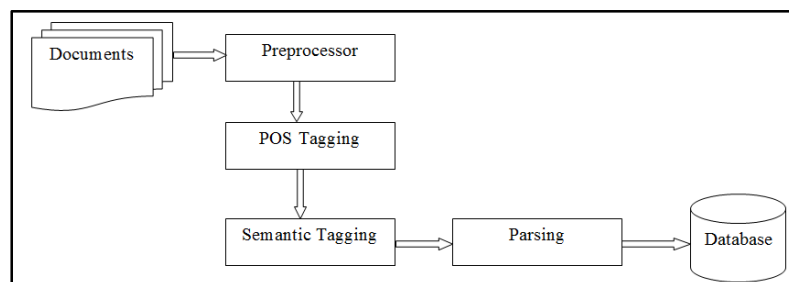 Documents
Preprocessor
POS Tagging
Semantic Tagging
Parsing
Database